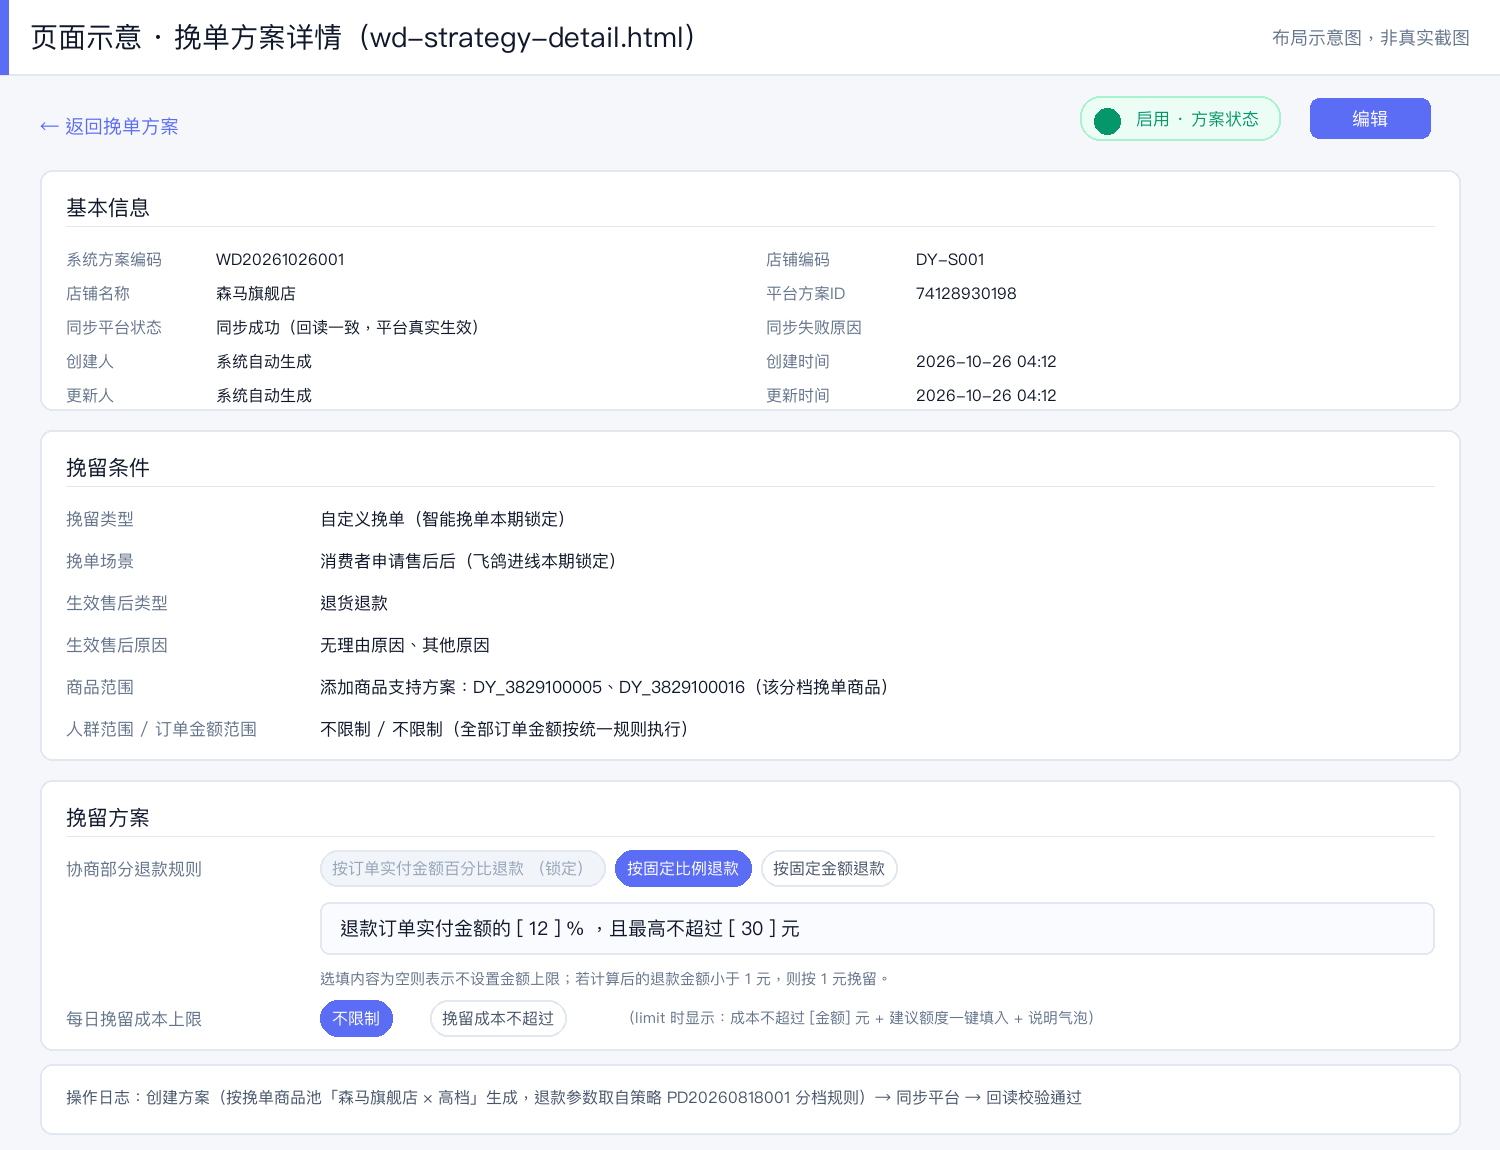 页面示意 · 挽单方案详情（wd-strategy-detail.html）
布局示意图，非真实截图
← 返回挽单方案
启用 · 方案状态
编辑
基本信息
系统方案编码 WD20261026001 店铺编码 DY-S001
店铺名称 森马旗舰店 平台方案ID 74128930198
同步平台状态 同步成功（回读一致，平台真实生效） 同步失败原因
创建人 系统自动生成 创建时间 2026-10-26 04:12
更新人 系统自动生成 更新时间 2026-10-26 04:12
挽留条件
挽留类型 自定义挽单（智能挽单本期锁定）
挽单场景 消费者申请售后后（飞鸽进线本期锁定）
生效售后类型 退货退款
生效售后原因 无理由原因、其他原因
商品范围 添加商品支持方案：DY_3829100005、DY_3829100016（该分档挽单商品）
人群范围 / 订单金额范围 不限制 / 不限制（全部订单金额按统一规则执行）
挽留方案
协商部分退款规则 按订单实付金额百分比退款 （锁定） 按固定比例退款 按固定金额退款
退款订单实付金额的 [ 12 ] % ，且最高不超过 [ 30 ] 元
选填内容为空则表示不设置金额上限；若计算后的退款金额小于 1 元，则按 1 元挽留。
每日挽留成本上限 不限制 挽留成本不超过 （limit 时显示：成本不超过 [金额] 元 + 建议额度一键填入 + 说明气泡）
操作日志：创建方案（按挽单商品池「森马旗舰店 × 高档」生成，退款参数取自策略 PD20260818001 分档规则）→ 同步平台 → 回读校验通过